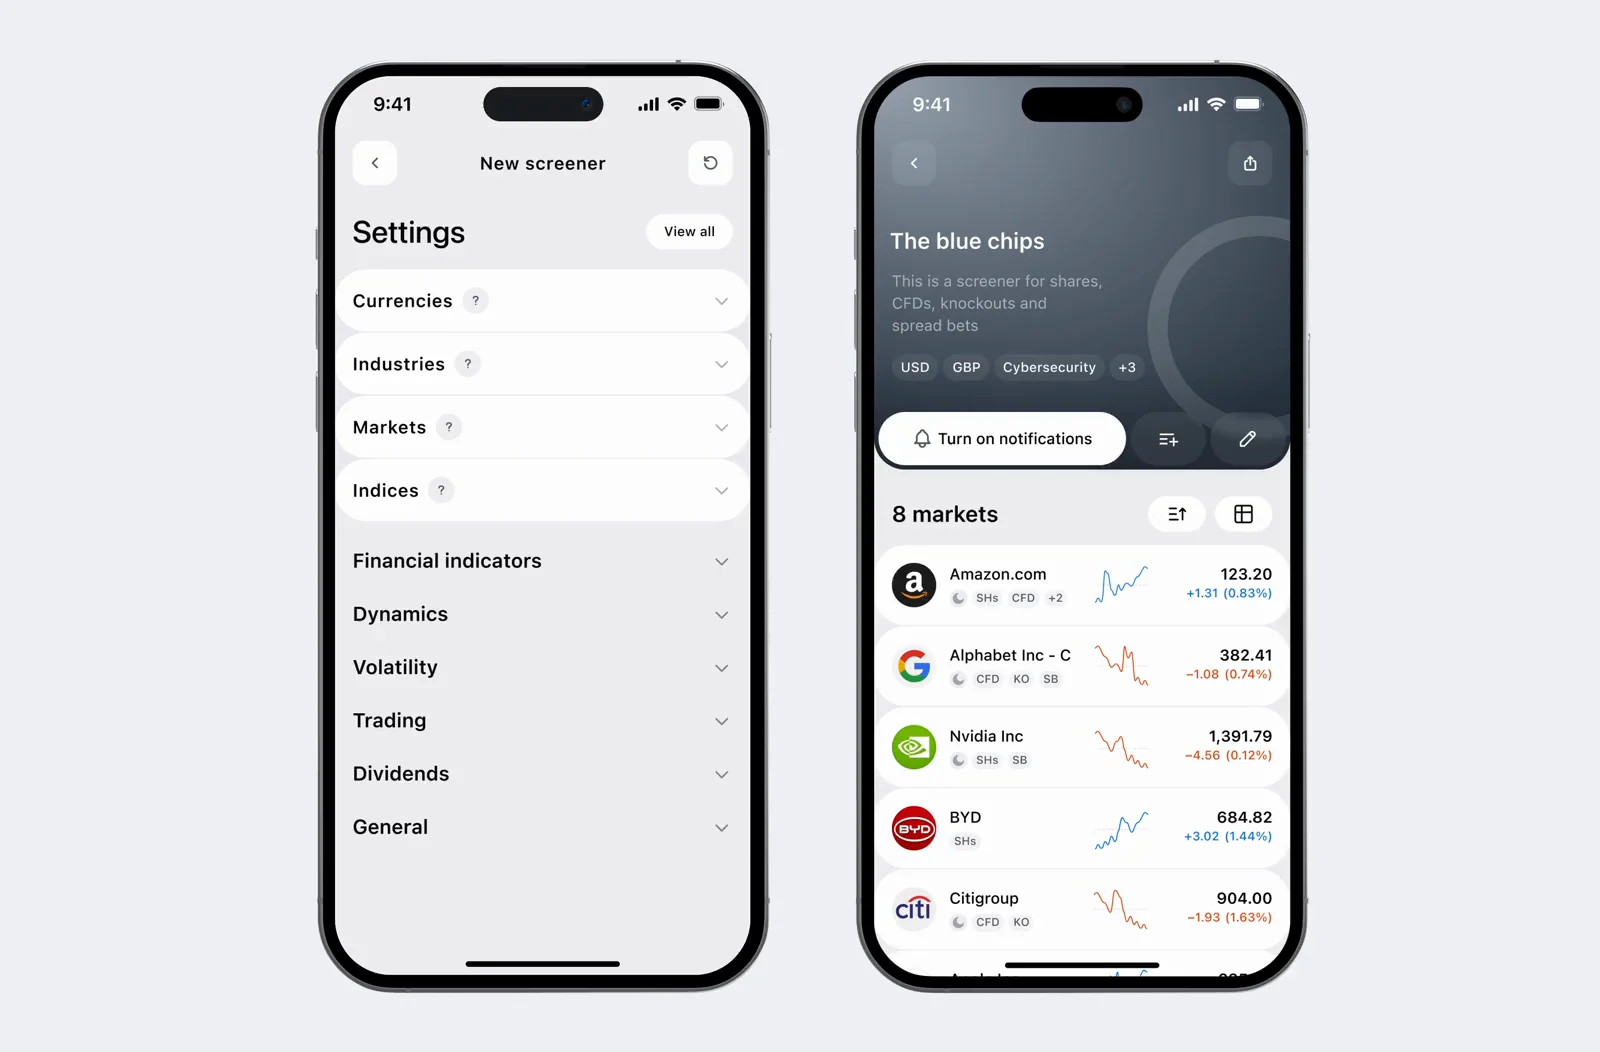 9:41
New screener
Settings
View all
Currencies ?
Industries ?
Markets ?
Indices ?
Financial indicators
Dynamics
Volatility
Trading
Dividends
General
9:41
The blue chips
This is a screener for shares,
CFDs, knockouts and
spread bets
USD GBP Cybersecurity +3
Turn on notifications
8 markets
a
Amazon.com 123.20
SHs CFD +2 +1.31 (0.83%)
G
Alphabet Inc - C 382.41
CFD KO SB −1.08 (0.74%)
Nvidia Inc 1,391.79
SHs SB −4.56 (0.12%)
BYD
BYD 684.82
SHs +3.02 (1.44%)
citi
Citigroup 904.00
CFD KO −1.93 (1.63%)